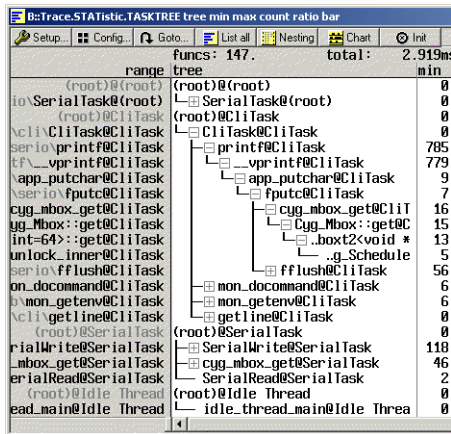 B::Trace.STATistic.TASKTREE tree min max count ratio bar
Setup... Config... Goto... List all Nesting Chart Init
funcs: 147. total: 2.919ms
range tree min
(root)@(root) (root)@(root) 0
io\SerialTask@(root) SerialTask@(root) 0
(root)@CliTask (root)@CliTask 0
\cli\CliTask@CliTask CliTask@CliTask 0
serio\printf@CliTask printf@CliTask 785
tf\__vprintf@CliTask __vprintf@CliTask 779
\app_putchar@CliTask app_putchar@CliTask 9
\serio\fputc@CliTask fputc@CliTask 7
cyg_mbox_get@CliTask cyg_mbox_get@CliT 16
yg_Mbox::get@CliTask Cyg_Mbox::get@C 15
int=64>::get@CliTask ..boxt2<void * 13
unlock_inner@CliTask ..g_Schedule 5
serio\fflush@CliTask fflush@CliTask 56
on_docommand@CliTask mon_docommand@CliTask 6
b\mon_getenv@CliTask mon_getenv@CliTask 6
\cli\getline@CliTask getline@CliTask 0
(root)@SerialTask (root)@SerialTask 0
rialWrite@SerialTask SerialWrite@SerialTask 118
_mbox_get@SerialTask cyg_mbox_get@SerialTask 46
erialRead@SerialTask SerialRead@SerialTask 2
(root)@Idle Thread (root)@Idle Thread 0
ead_main@Idle Thread idle_thread_main@Idle Threa 0